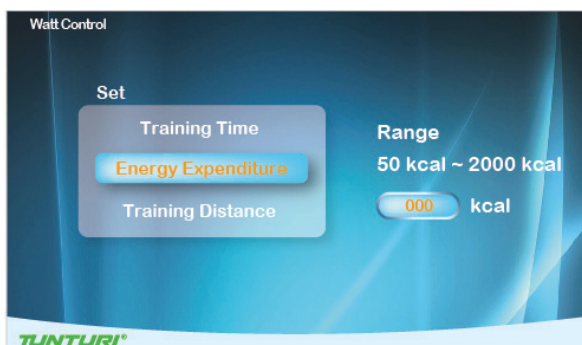 Watt Control
Set
Training Time
Energy Expenditure
Training Distance
Range
50 kcal ~ 2000 kcal
000 kcal
TUNTURI®